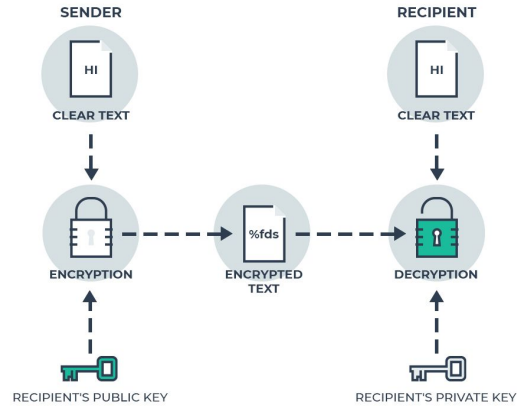 SENDER
RECIPIENT
HI
HI
CLEAR TEXT
CLEAR TEXT
%fds
ENCRYPTION
ENCRYPTED
TEXT
DECRYPTION
RECIPIENT'S PUBLIC KEY
RECIPIENT'S PRIVATE KEY